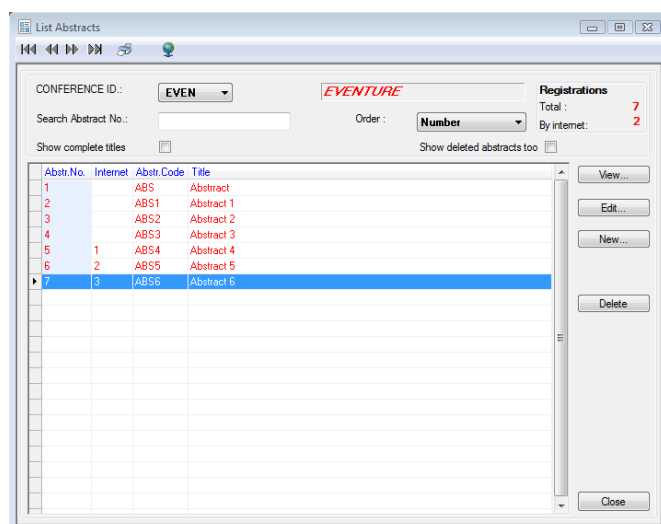 List Abstracts
CONFERENCE ID.: EVEN EVENTURE Registrations
Total : 7
Search Abstract No.: Order : Number By internet: 2
Show complete titles Show deleted abstracts too
Abstr.No. Internet Abstr.Code Title
1 ABS Abstrract
2 ABS1 Abstract 1
3 ABS2 Abstract 2
4 ABS3 Abstract 3
5 1 ABS4 Abstract 4
6 2 ABS5 Abstract 5
7 3 ABS6 Abstract 6
View...
Edit...
New...
Delete
Close